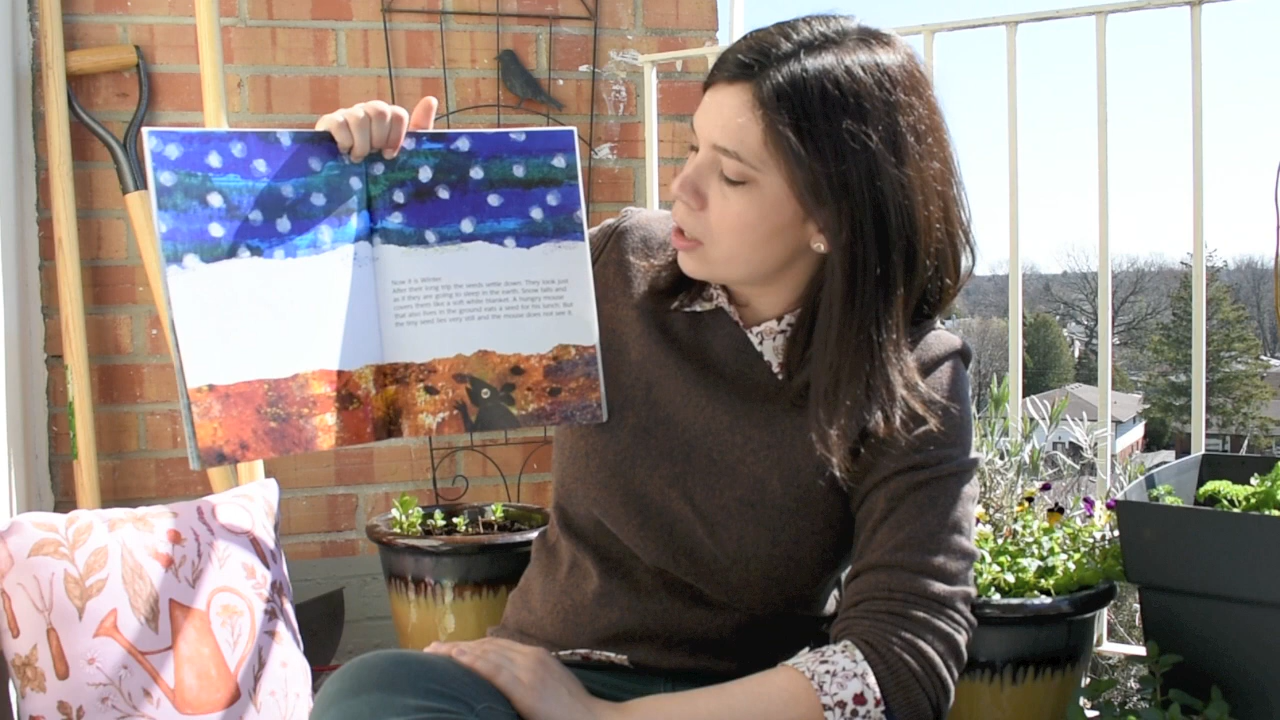 Now it is Winter.
After their long trip the seeds settle down. They look just
as if they are going to sleep in the earth. Snow falls and
covers them like a soft white blanket. A hungry mouse
that also lives in the ground eats a seed for his lunch. But
the tiny seed lies very still and the mouse does not see it.